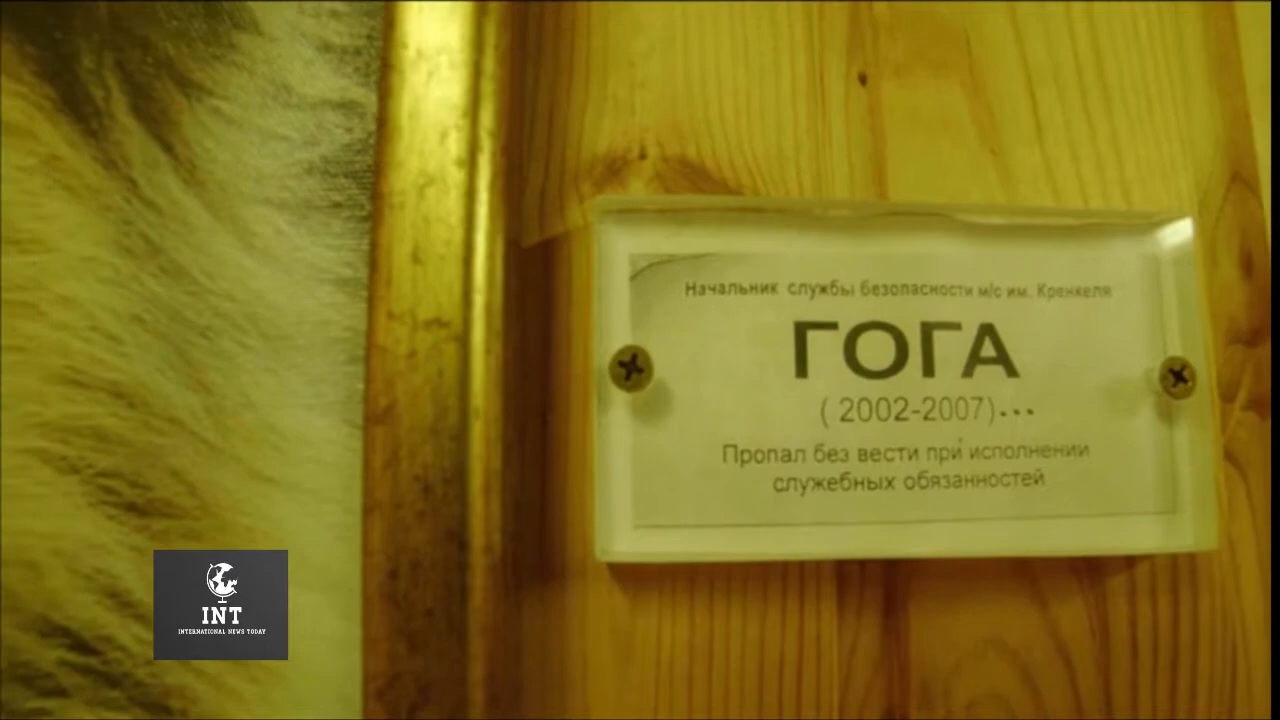 Начальник службы безопасности м/с им. Кренкеля
ГОГА
( 2002-2007)...
Пропал без вести при исполнении
служебных обязанностей
INT
INTERNATIONAL NEWS TODAY